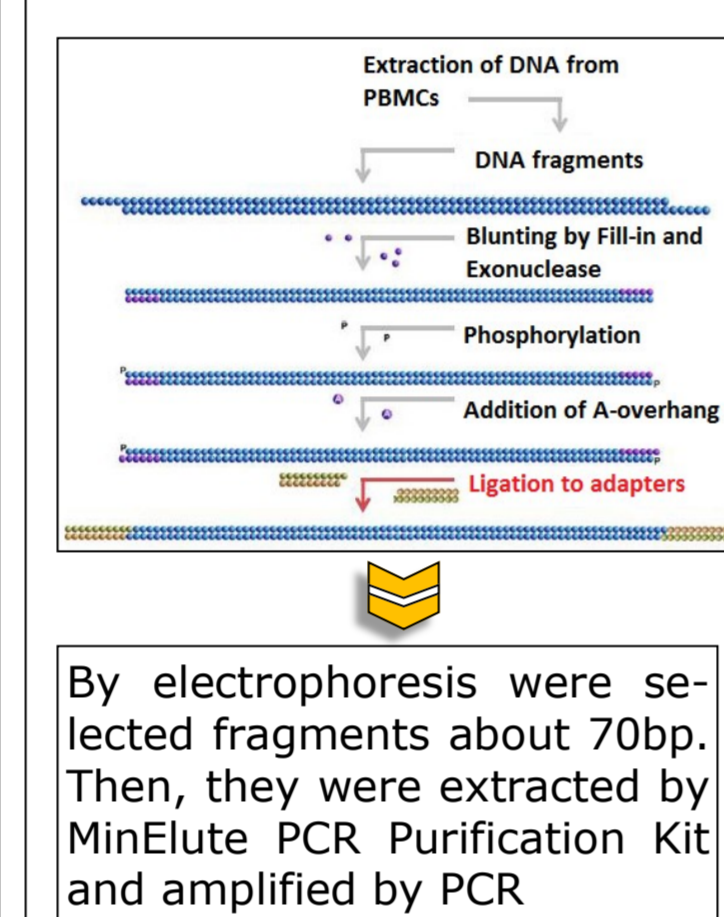 Extraction of DNA from
PBMCs
DNA fragments
Blunting by Fill-in and
Exonuclease
P
P
Phosphorylation
P
P
A
A
Addition of A-overhang
P
P
Ligation to adapters
By electrophoresis were se-
lected fragments about 70bp.
Then, they were extracted by
MinElute PCR Purification Kit
and amplified by PCR